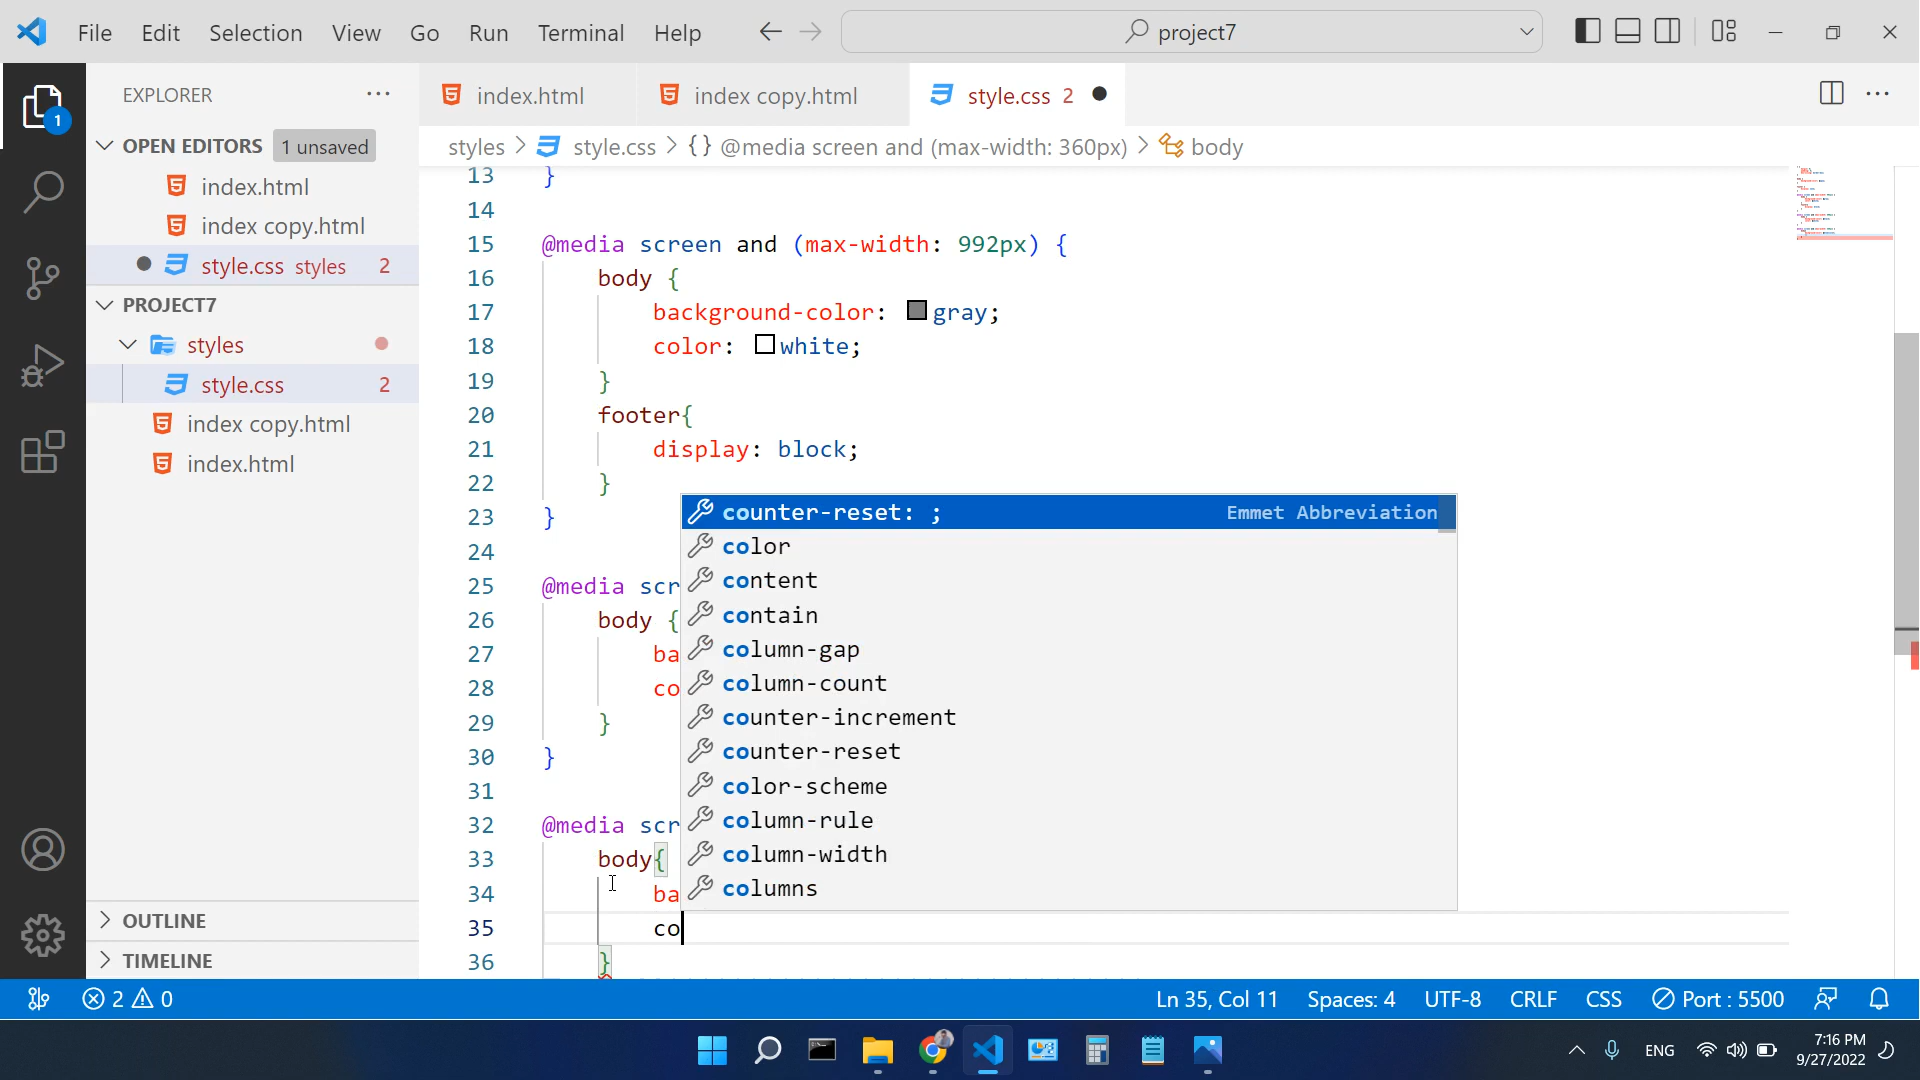 File Edit Selection View Go Run Terminal Help project7
EXPLORER
index.html index copy.html style.css 2
OPEN EDITORS 1 unsaved
index.html
index copy.html
style.css styles 2
PROJECT7
styles
style.css 2
index copy.html
index.html
OUTLINE
TIMELINE
styles > style.css > {} @media screen and (max-width: 360px) > body
13 }
14
15 @media screen and (max-width: 992px) {
16 body {
17 background-color: gray;
18 color: white;
19 }
20 footer{
21 display: block;
22 }
23 }
24
25 @media scr
26 body {
27 ba
28 co
29 }
30 }
31
32 @media scr
33 body{
34 ba
35 co
36 }
counter-reset: ; Emmet Abbreviation
color
content
contain
column-gap
column-count
counter-increment
counter-reset
color-scheme
column-rule
column-width
columns
1
2 0 Ln 35, Col 11 Spaces: 4 UTF-8 CRLF CSS Port : 5500
ENG 7:16 PM
9/27/2022